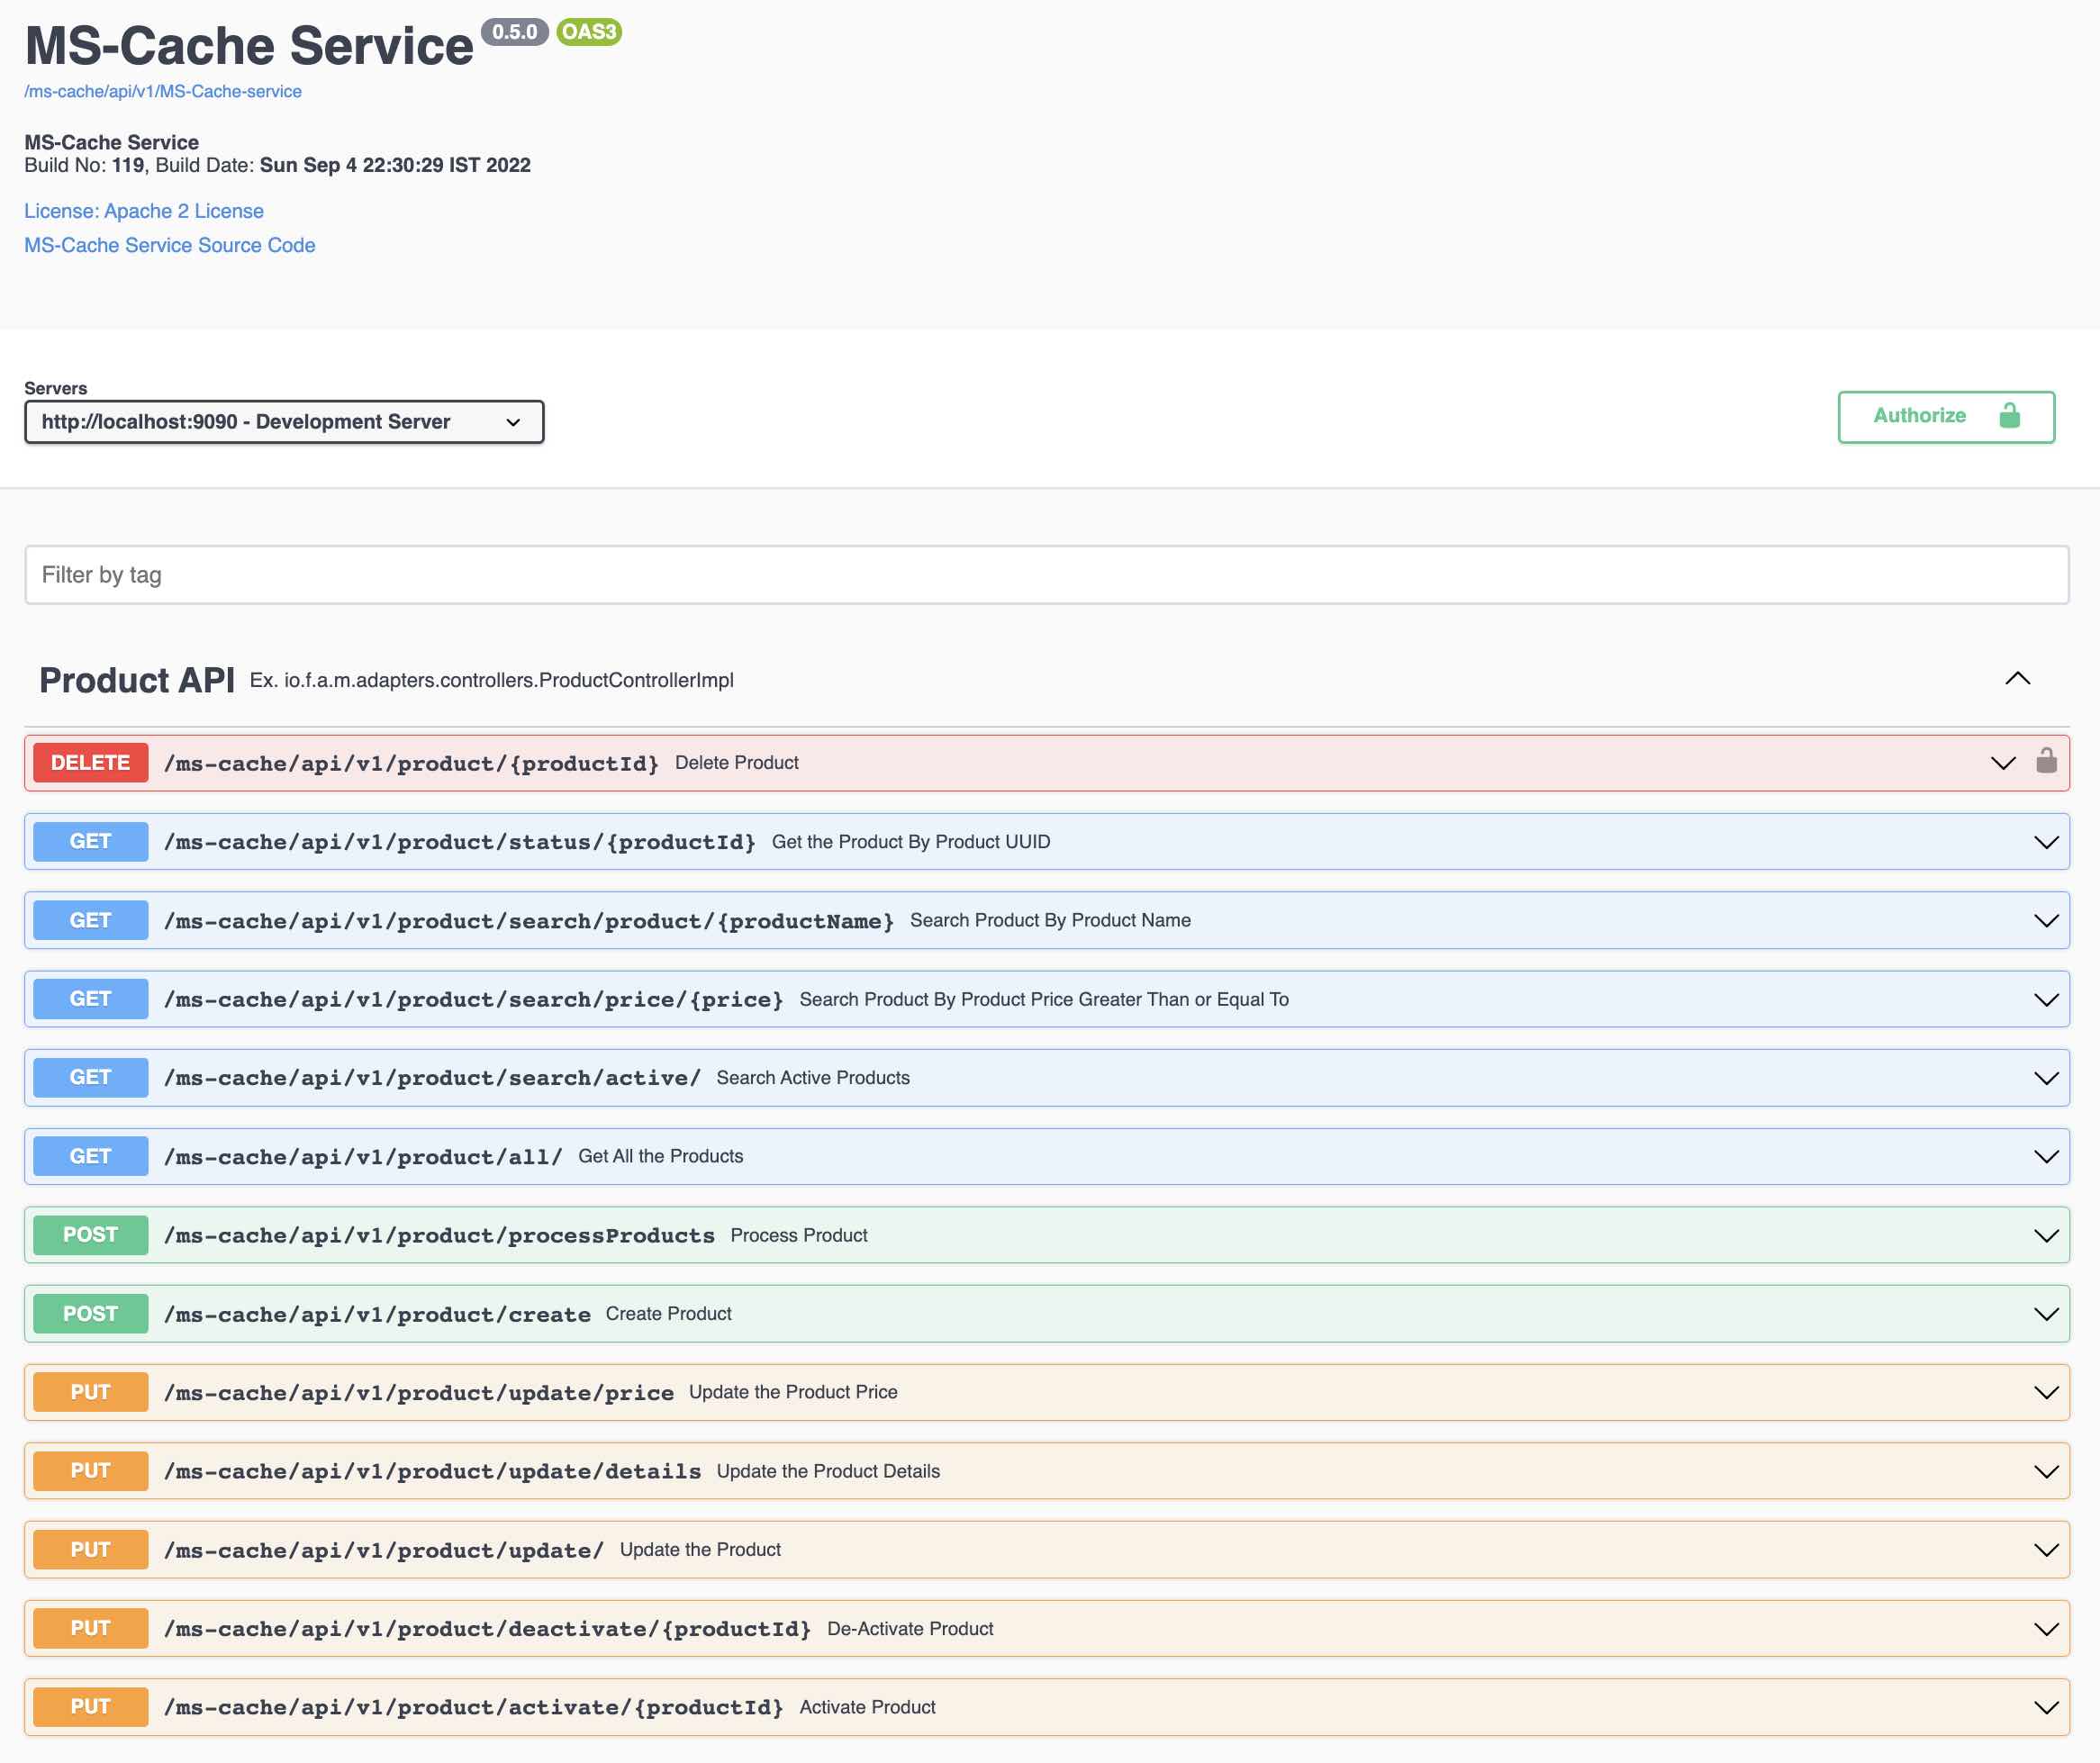 MS-Cache Service 0.5.0 OAS3
/ms-cache/api/v1/MS-Cache-service
MS-Cache Service
Build No: 119, Build Date: Sun Sep 4 22:30:29 IST 2022
License: Apache 2 License
MS-Cache Service Source Code
Servers
http://localhost:9090 - Development Server
Authorize
Filter by tag
Product API Ex. io.f.a.m.adapters.controllers.ProductControllerImpl
DELETE /ms-cache/api/v1/product/{productId} Delete Product
GET /ms-cache/api/v1/product/status/{productId} Get the Product By Product UUID
GET /ms-cache/api/v1/product/search/product/{productName} Search Product By Product Name
GET /ms-cache/api/v1/product/search/price/{price} Search Product By Product Price Greater Than or Equal To
GET /ms-cache/api/v1/product/search/active/ Search Active Products
GET /ms-cache/api/v1/product/all/ Get All the Products
POST /ms-cache/api/v1/product/processProducts Process Product
POST /ms-cache/api/v1/product/create Create Product
PUT /ms-cache/api/v1/product/update/price Update the Product Price
PUT /ms-cache/api/v1/product/update/details Update the Product Details
PUT /ms-cache/api/v1/product/update/ Update the Product
PUT /ms-cache/api/v1/product/deactivate/{productId} De-Activate Product
PUT /ms-cache/api/v1/product/activate/{productId} Activate Product